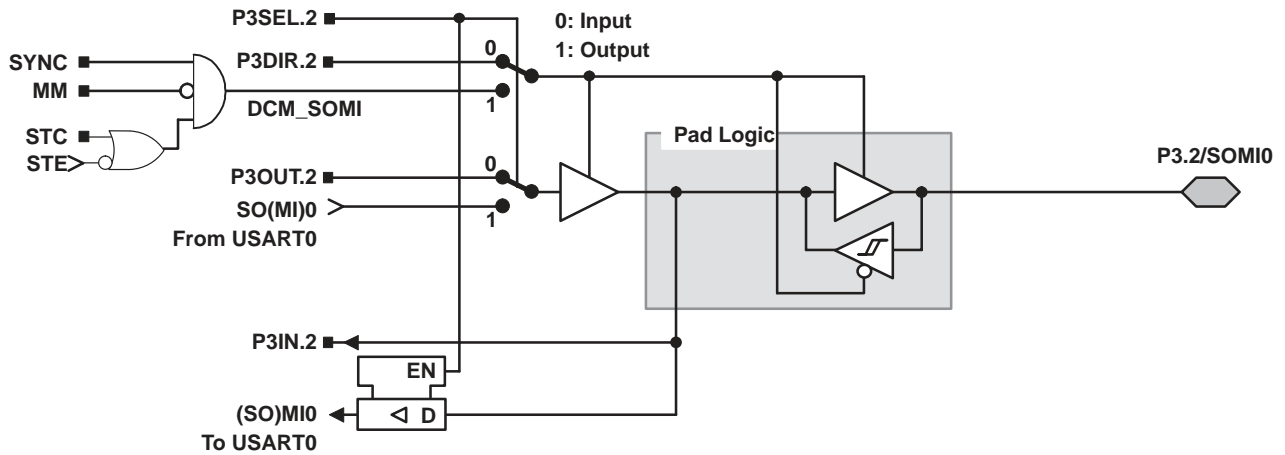 P3SEL.2
0: Input
1: Output
SYNC
P3DIR.2
0
MM
1
DCM_SOMI
STC
STE
Pad Logic
P3.2/SOMI0
P3OUT.2
0
SO(MI)0
1
From USART0
P3IN.2
EN
(SO)MI0
D
To USART0